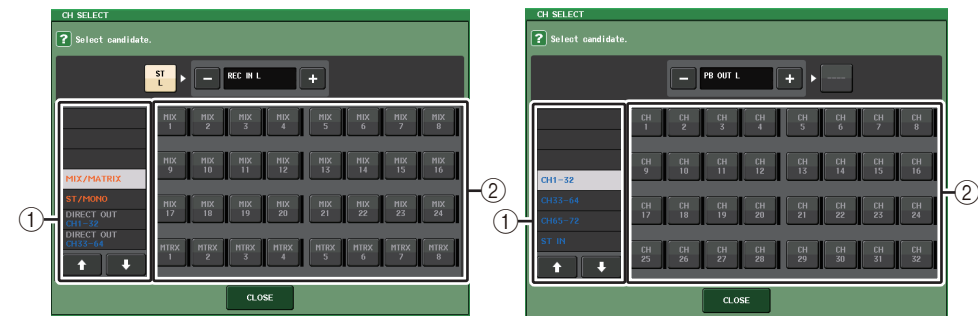 CH SELECT
? Select candidate.
ST L
REC IN L
MIX 1 MIX 2 MIX 3 MIX 4 MIX 5 MIX 6 MIX 7 MIX 8
MIX 9 MIX 10 MIX 11 MIX 12 MIX 13 MIX 14 MIX 15 MIX 16
MIX/MATRIX
ST/MONO
MIX 17 MIX 18 MIX 19 MIX 20 MIX 21 MIX 22 MIX 23 MIX 24
DIRECT OUT
CH1-32
DIRECT OUT
CH33-64
MTRX 1 MTRX 2 MTRX 3 MTRX 4 MTRX 5 MTRX 6 MTRX 7 MTRX 8
CLOSE
1
2
CH SELECT
? Select candidate.
PB OUT L
CH 1 CH 2 CH 3 CH 4 CH 5 CH 6 CH 7 CH 8
CH 9 CH 10 CH 11 CH 12 CH 13 CH 14 CH 15 CH 16
CH1-32
CH33-64
CH 17 CH 18 CH 19 CH 20 CH 21 CH 22 CH 23 CH 24
CH65-72
ST IN
CH 25 CH 26 CH 27 CH 28 CH 29 CH 30 CH 31 CH 32
CLOSE
1
2